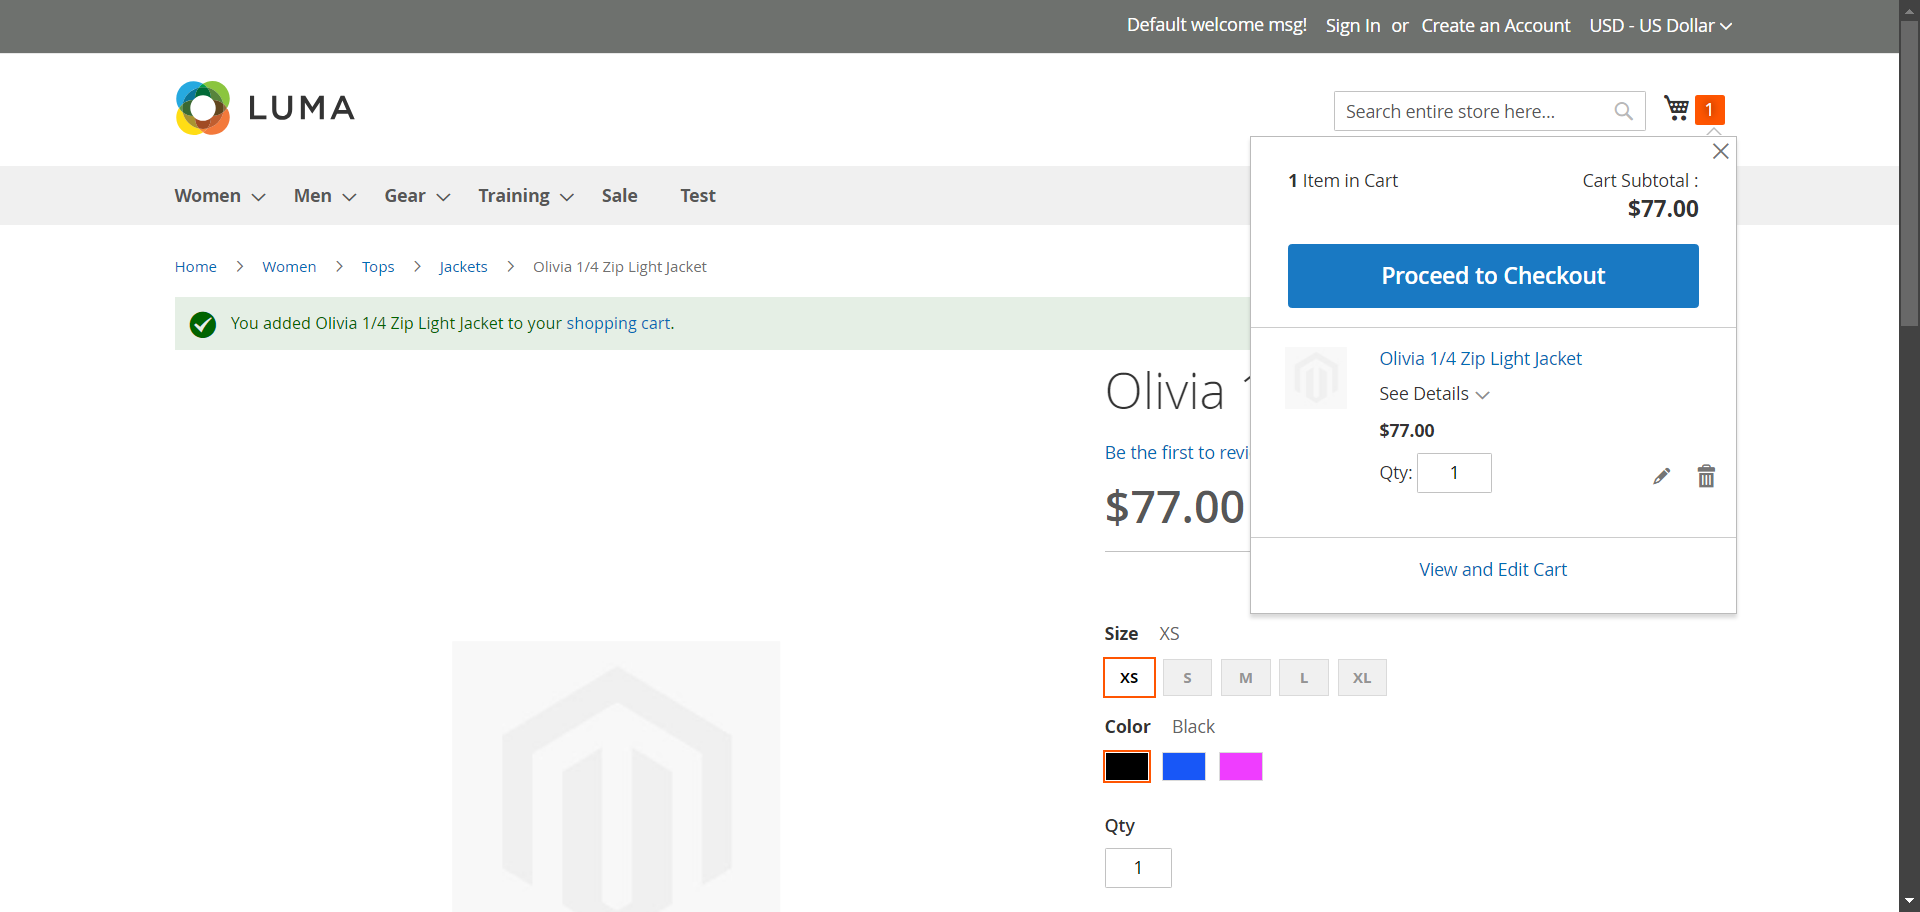 Default welcome msg! Sign In or Create an Account USD - US Dollar
LUMA
Search entire store here...
1
Women Men Gear Training Sale Test
1 Item in Cart
Cart Subtotal :
$77.00
Proceed to Checkout
Olivia 1/4 Zip Light Jacket
See Details
$77.00
Qty: 1
View and Edit Cart
Home Women Tops Jackets Olivia 1/4 Zip Light Jacket
You added Olivia 1/4 Zip Light Jacket to your shopping cart.
Olivia
Be the first to revi
$77.00
Size XS
XS S M L XL
Color Black
Qty
1